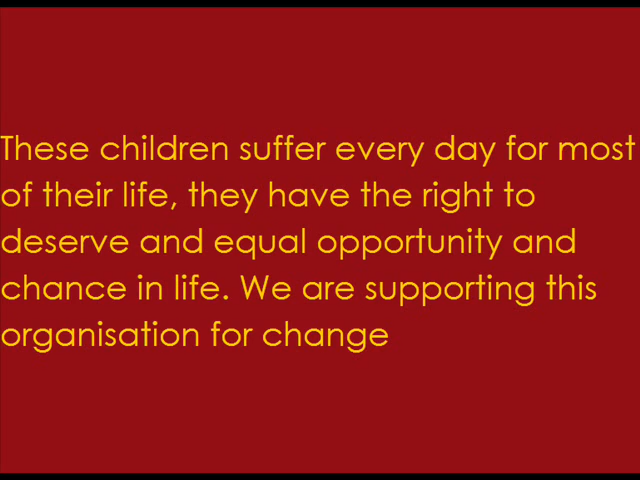 These children suffer every day for most
of their life, they have the right to
deserve and equal opportunity and
chance in life. We are supporting this
organisation for change